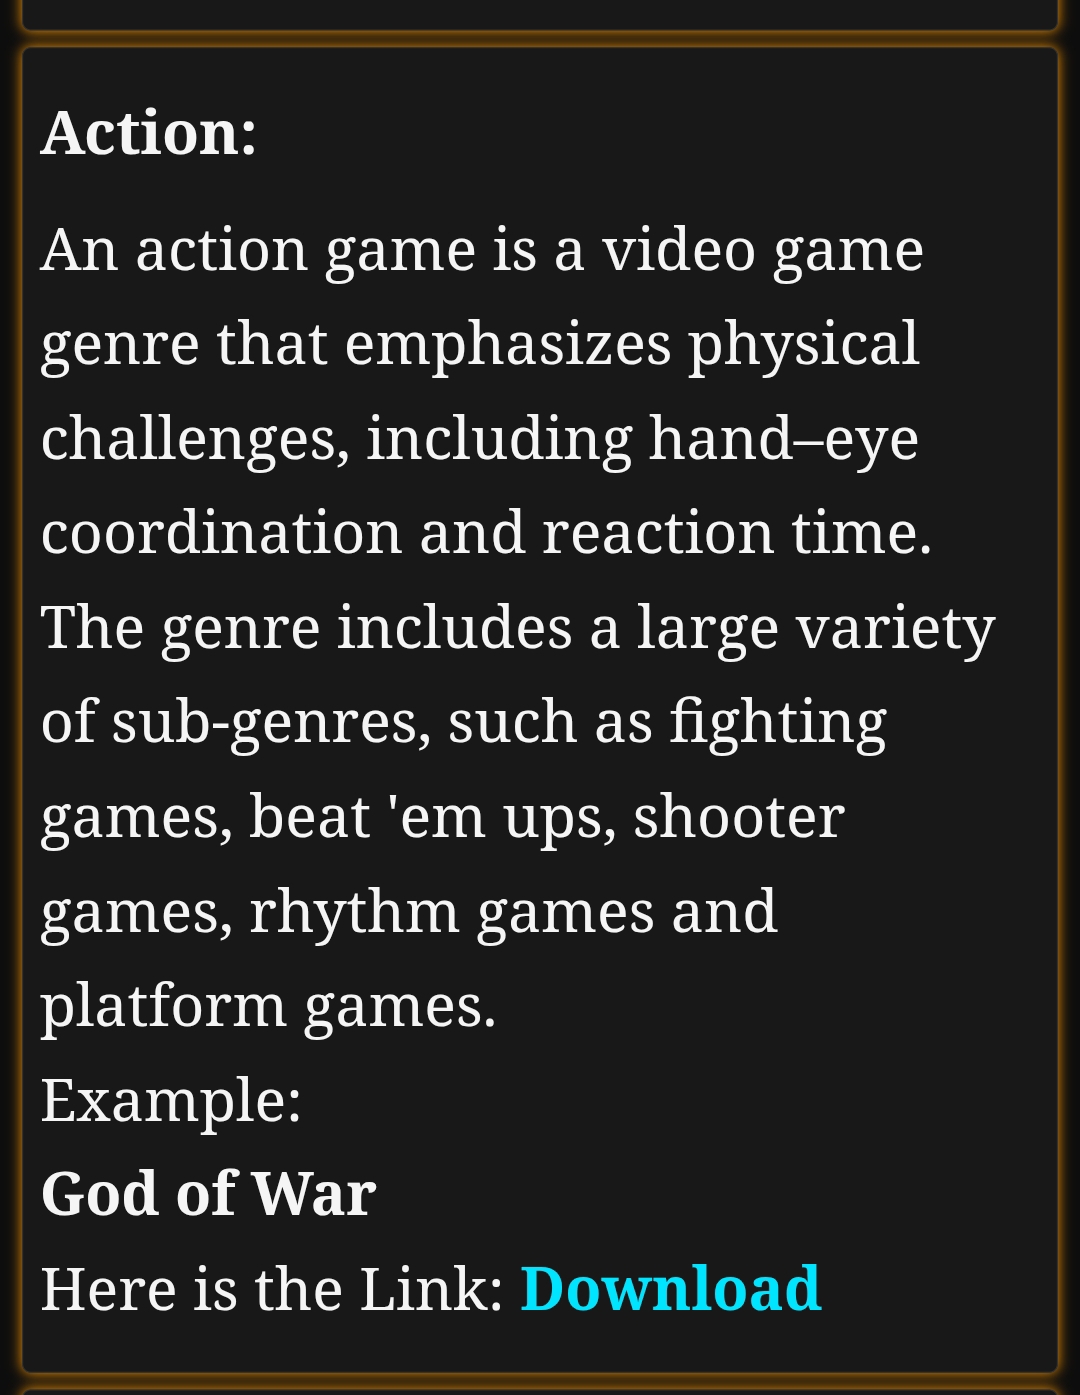 Action:
An action game is a video game
genre that emphasizes physical
challenges, including hand–eye
coordination and reaction time.
The genre includes a large variety
of sub-genres, such as fighting
games, beat 'em ups, shooter
games, rhythm games and
platform games.
Example:
God of War
Here is the Link: Download